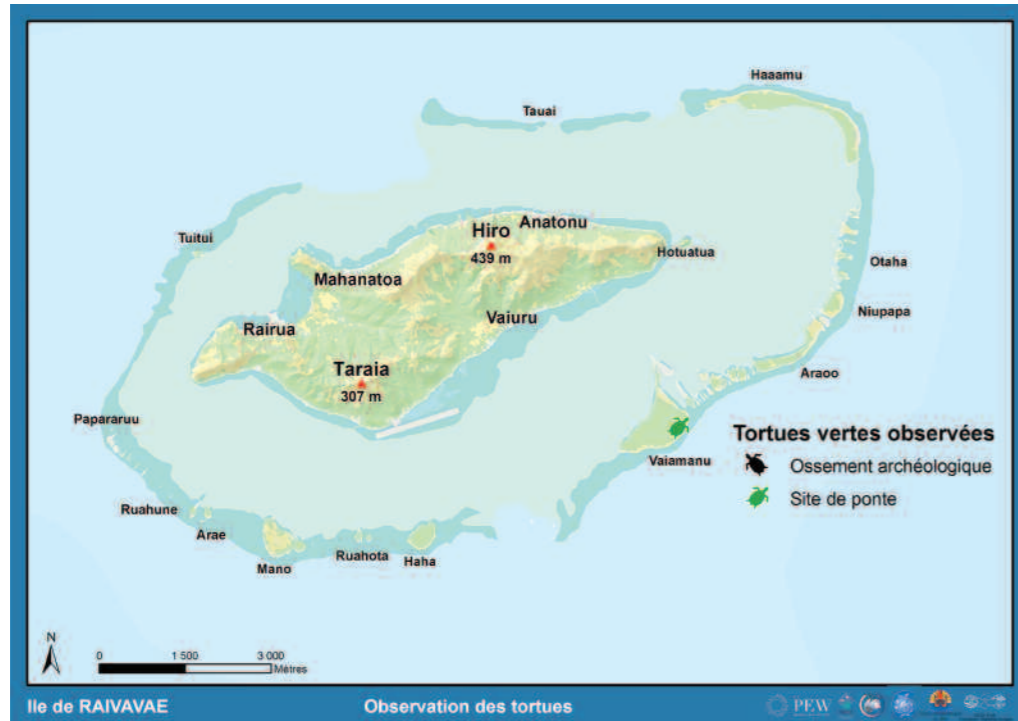 Haaamu
Tauai
Tuitui
Hiro
Anatonu
439 m
Hotuatua
Otaha
Mahanatoa
Niupapa
Rairua
Vaiuru
Taraia
307 m
Araoo
Papararuu
Tortues vertes observées
Vaiamanu
Ossement archéologique
Site de ponte
Ruahune
Arae
Mano
Ruahota
Haha
N
0 1 500 3 000
Mètres
Ile de RAIVAVAE
Observation des tortues
PEW